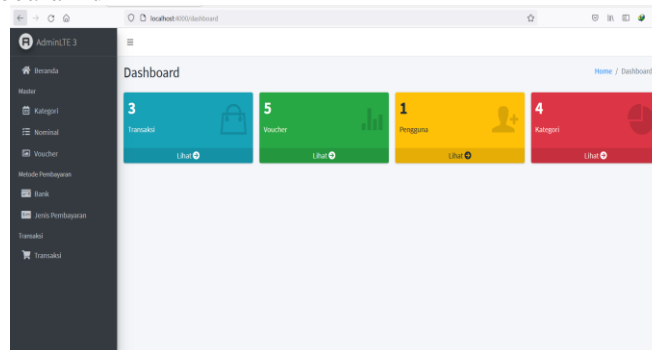 localhost:4000/dashboard
AdminLTE 3
Beranda
Master
Kategori
Nominal
Voucher
Metode Pembayaran
Bank
Jenis Pembayaran
Transaksi
Transaksi
Dashboard
Home / Dashboard
3
Transaksi
Lihat
5
Voucher
Lihat
1
Pengguna
Lihat
4
Kategori
Lihat